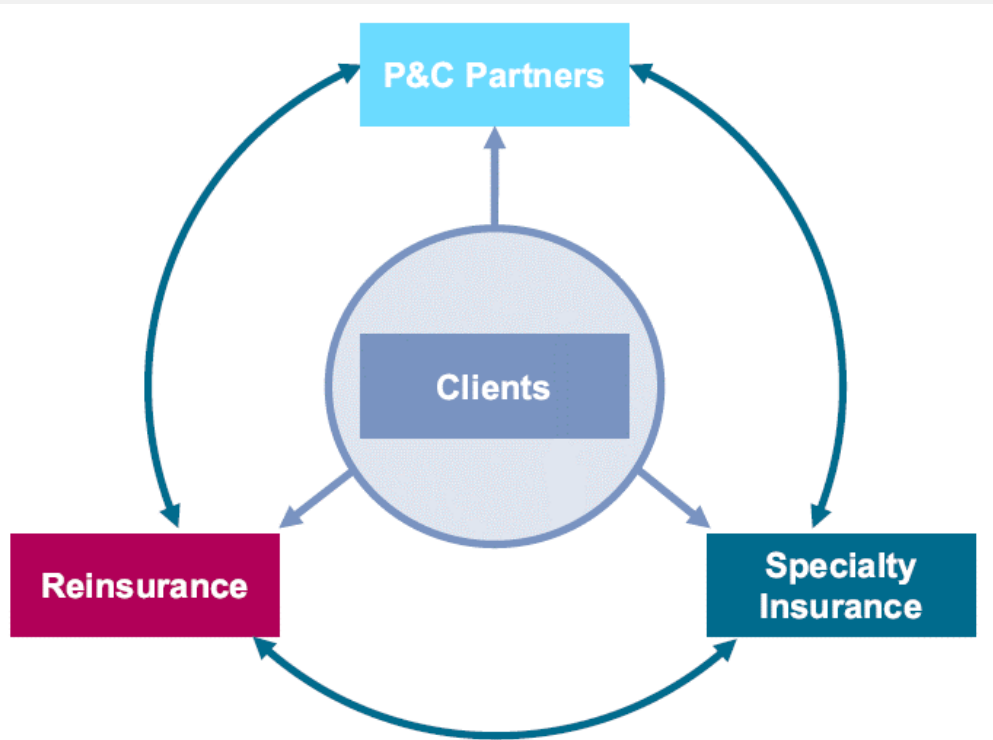 P&C Partners
Clients
Reinsurance
Specialty
Insurance